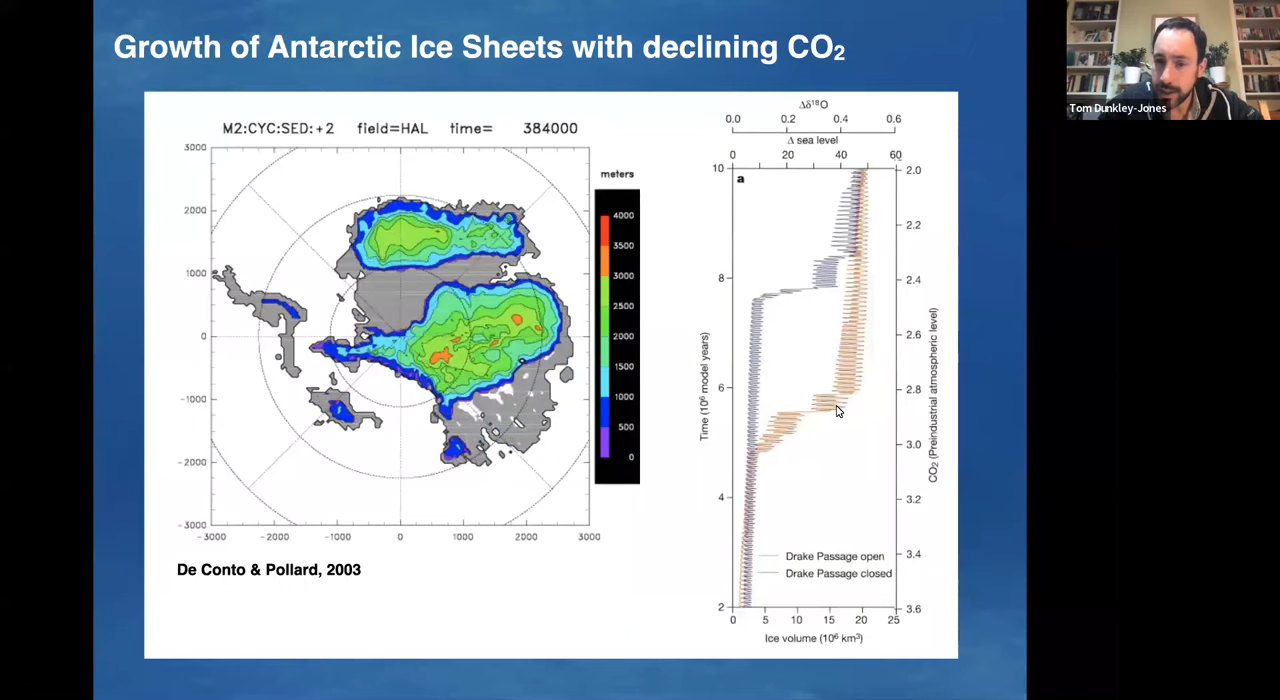 Growth of Antarctic Ice Sheets with declining CO₂
Tom Dunkley-Jones
M2:CYC:SED:+2 field=HAL time= 384000
3000
2000
1000
0
-1000
-2000
-3000
-3000 -2000 -1000 0 1000 2000 3000
meters
4000
3500
3000
2500
2000
1500
1000
500
0
De Conto & Pollard, 2003
Δδ¹⁸O
0.0 0.2 0.4 0.6
Δ sea level
0 20 40 60
a
10
8
6
4
2
Time (10⁶ model years)
2.0
2.2
2.4
2.6
2.8
3.0
3.2
3.4
3.6
CO₂ (Preindustrial atmospheric level)
Drake Passage open
Drake Passage closed
0 5 10 15 20 25
Ice volume (10⁶ km³)